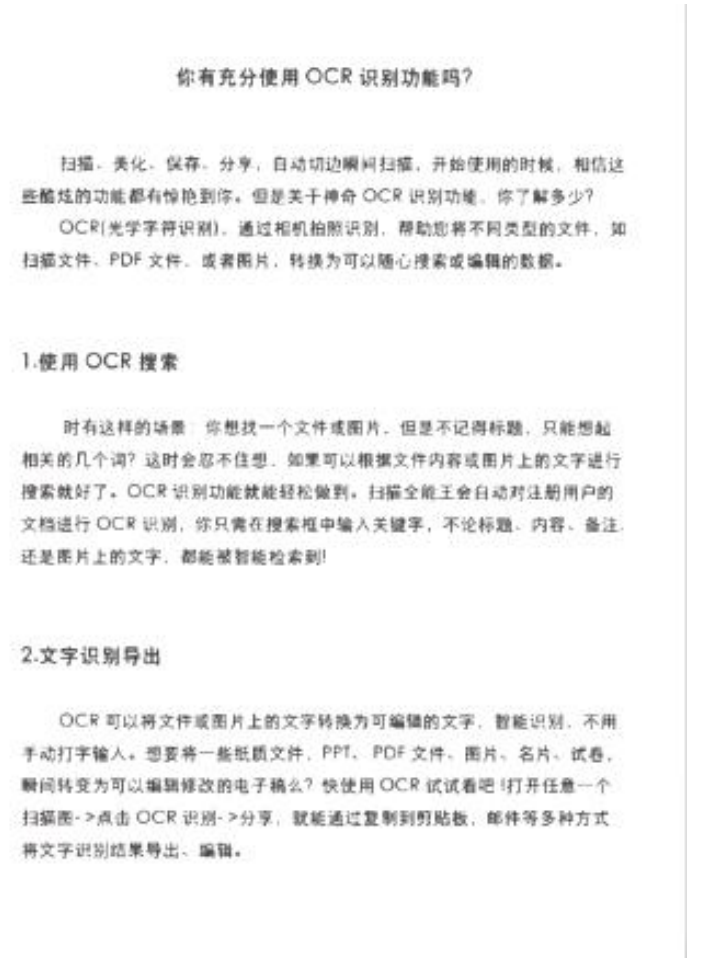 你有充分使用 OCR 识别功能吗?
扫描、美化、保存、分享,自动切边瞬间扫描,开始使用的时候,相信这
些酷炫的功能都有惊艳到你。但是关于神奇 OCR 识别功能,你了解多少?
OCR(光学字符识别),通过相机拍照识别,帮助您将不同类型的文件,如
扫描文件、PDF 文件,或者图片,转换为可以随心搜索或编辑的数据。
1.使用 OCR 搜索
时有这样的场景:你想找一个文件或图片,但是不记得标题,只能想起
相关的几个词?这时会忍不住想,如果可以根据文件内容或图片上的文字进行
搜索就好了。OCR 识别功能就能轻松做到。扫描全能王会自动对注册用户的
文档进行 OCR 识别,你只需在搜索框中输入关键字,不论标题、内容、备注,
还是图片上的文字,都能被智能检索到!
2.文字识别导出
OCR 可以将文件或图片上的文字转换为可编辑的文字,智能识别,不用
手动打字输入。想要将一些纸质文件,PPT、PDF 文件、图片、名片、试卷,
瞬间转变为可以编辑修改的电子稿么?快使用 OCR 试试看吧!打开任意一个
扫描图->点击 OCR 识别->分享,就能通过复制到剪贴板,邮件等多种方式
将文字识别结果导出、编辑。